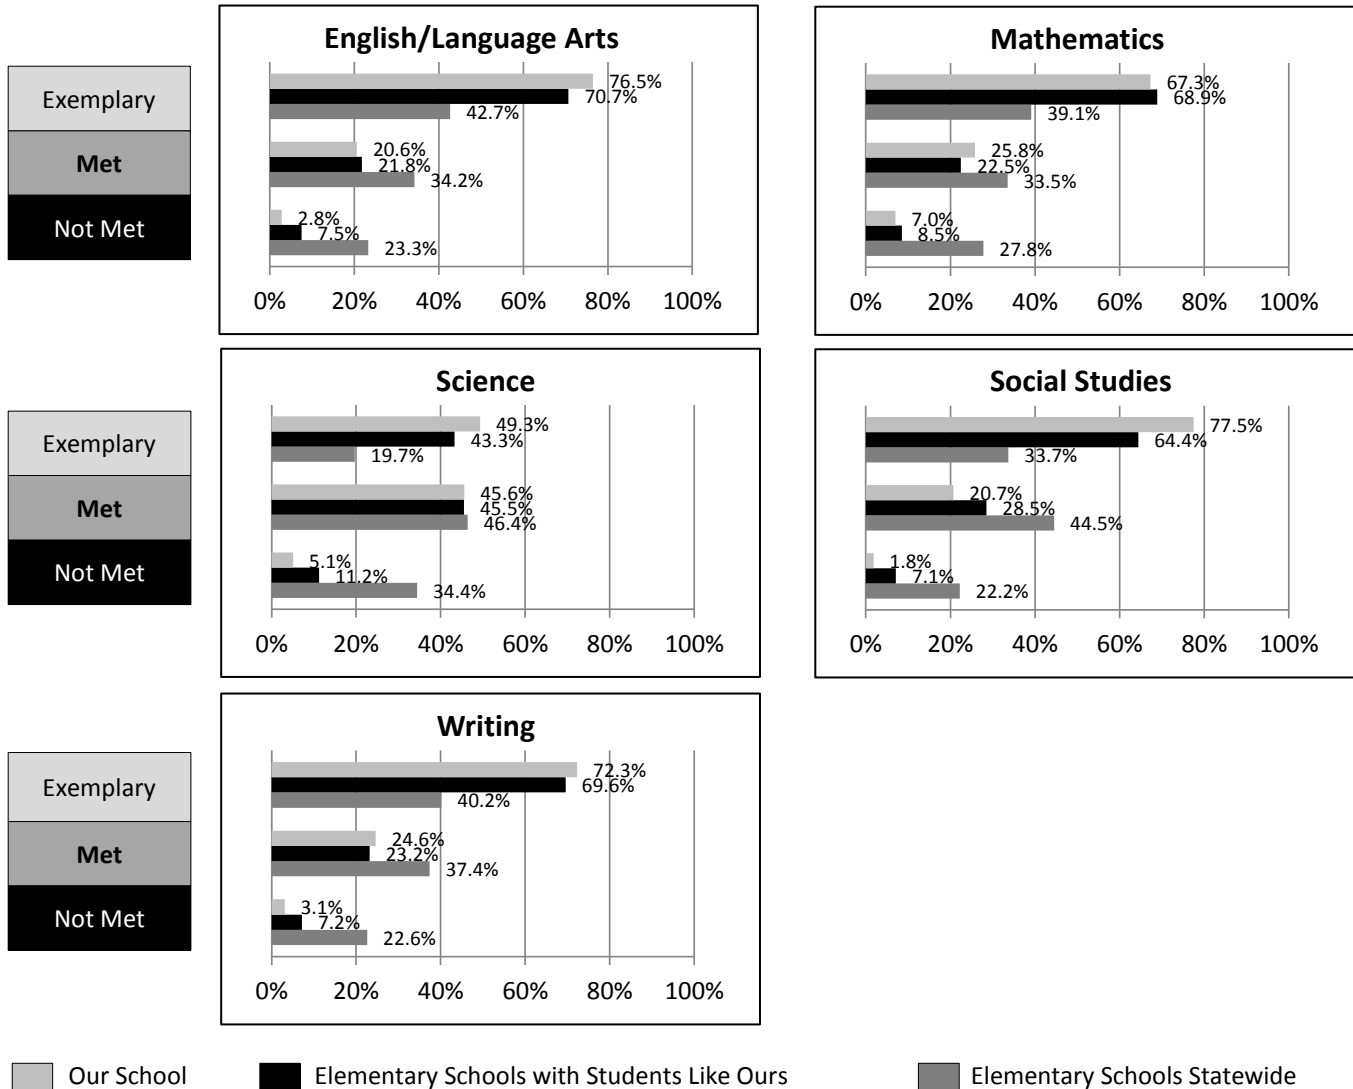 English/Language Arts
Exemplary
Met
Not Met
76.5%
70.7%
42.7%
20.6%
21.8%
34.2%
2.8%
7.5%
23.3%
0% 20% 40% 60% 80% 100%
Mathematics
67.3%
68.9%
39.1%
25.8%
22.5%
33.5%
7.0%
8.5%
27.8%
0% 20% 40% 60% 80% 100%
Science
Exemplary
Met
Not Met
49.3%
43.3%
19.7%
45.6%
45.5%
46.4%
5.1%
11.2%
34.4%
0% 20% 40% 60% 80% 100%
Social Studies
77.5%
64.4%
33.7%
20.7%
28.5%
44.5%
1.8%
7.1%
22.2%
0% 20% 40% 60% 80% 100%
Writing
Exemplary
Met
Not Met
72.3%
69.6%
40.2%
24.6%
23.2%
37.4%
3.1%
7.2%
22.6%
0% 20% 40% 60% 80% 100%
Our School Elementary Schools with Students Like Ours Elementary Schools Statewide